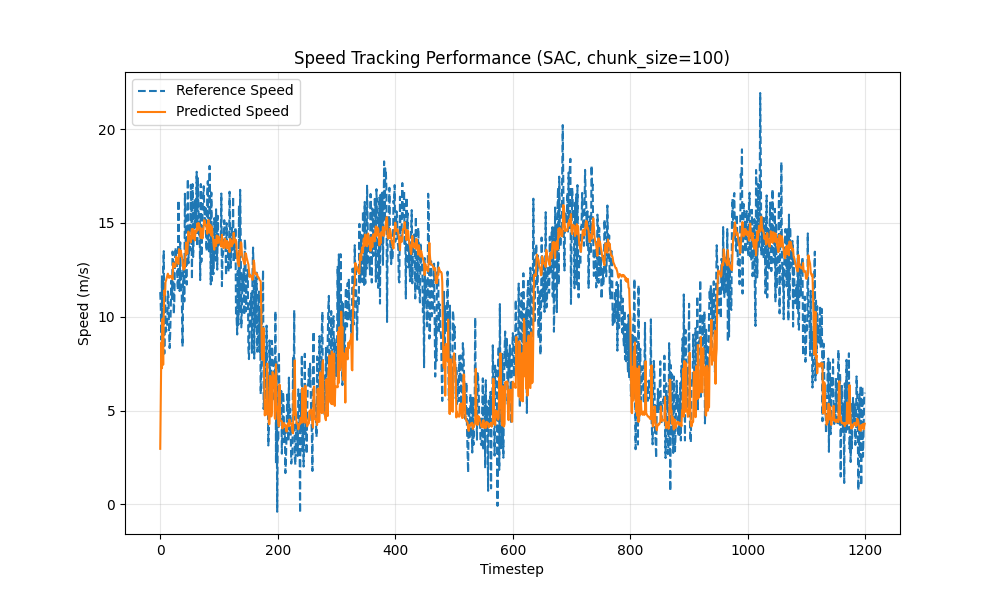 Speed Tracking Performance (SAC, chunk_size=100)
Reference Speed
Predicted Speed
Speed (m/s)
20
15
10
5
0
0 200 400 600 800 1000 1200
Timestep